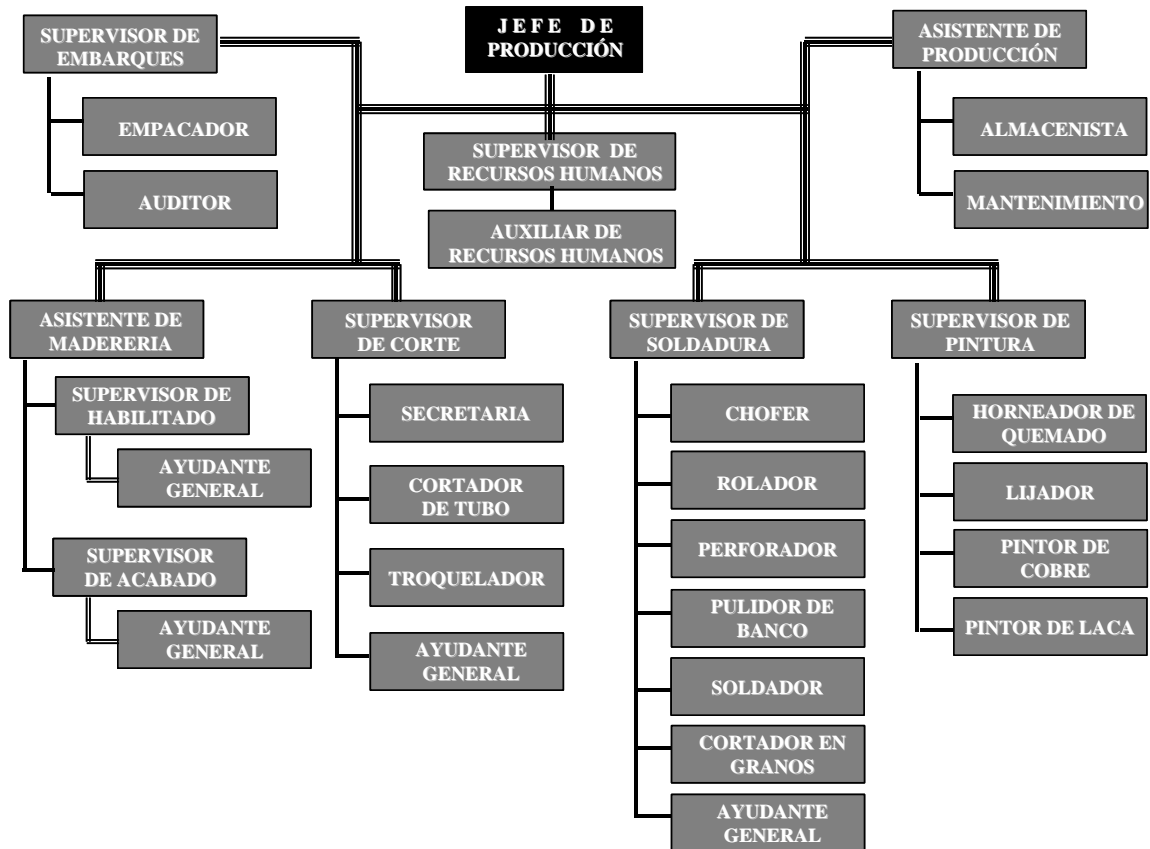 SUPERVISOR DE
EMBARQUES
EMPACADOR
AUDITOR
JEFE DE
PRODUCCIÓN
SUPERVISOR DE
RECURSOS HUMANOS
AUXILIAR DE
RECURSOS HUMANOS
ASISTENTE DE
PRODUCCIÓN
ALMACENISTA
MANTENIMIENTO
ASISTENTE DE
MADERERIA
SUPERVISOR DE
HABILITADO
AYUDANTE
GENERAL
SUPERVISOR
DE ACABADO
AYUDANTE
GENERAL
SUPERVISOR
DE CORTE
SECRETARIA
CORTADOR
DE TUBO
TROQUELADOR
AYUDANTE
GENERAL
SUPERVISOR DE
SOLDADURA
CHOFER
ROLADOR
PERFORADOR
PULIDOR DE
BANCO
SOLDADOR
CORTADOR EN
GRANOS
AYUDANTE
GENERAL
SUPERVISOR DE
PINTURA
HORNEADOR DE
QUEMADO
LIJADOR
PINTOR DE
COBRE
PINTOR DE LACA